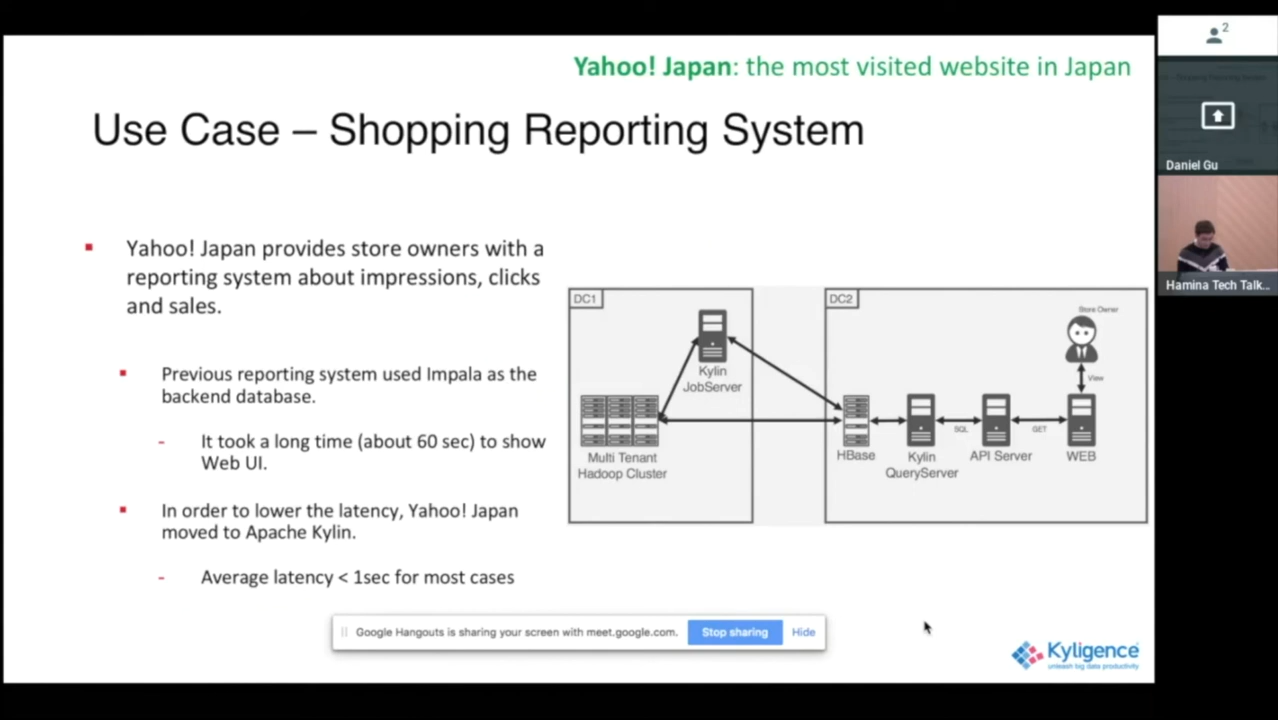 Yahoo! Japan: the most visited website in Japan
Use Case – Shopping Reporting System
Yahoo! Japan provides store owners with a
reporting system about impressions, clicks
and sales.
Previous reporting system used Impala as the
backend database.
- It took a long time (about 60 sec) to show
Web UI.
In order to lower the latency, Yahoo! Japan
moved to Apache Kylin.
- Average latency < 1sec for most cases
DC1
Kylin
JobServer
Multi Tenant
Hadoop Cluster
DC2
Store Owner
View
HBase
Kylin
QueryServer
SQL
API Server
GET
WEB
Google Hangouts is sharing your screen with meet.google.com.
Stop sharing
Hide
Kyligence
unleash big data productivity
2
Daniel Gu
Hamina Tech Talk...